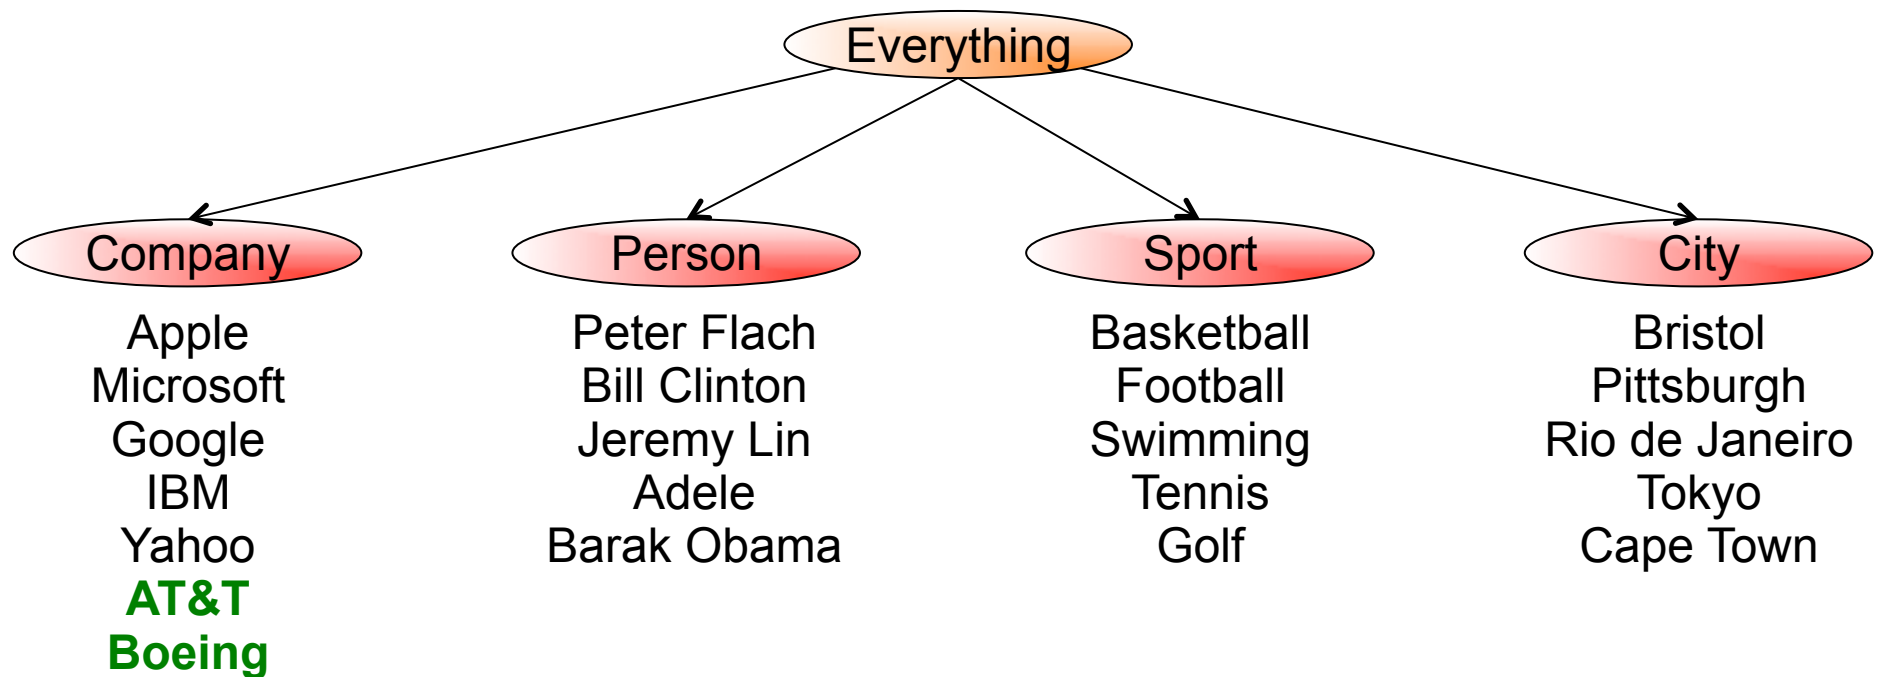 Everything
Company
Person
Sport
City
Apple
Microsoft
Google
IBM
Yahoo
AT&T
Boeing
Peter Flach
Bill Clinton
Jeremy Lin
Adele
Barak Obama
Basketball
Football
Swimming
Tennis
Golf
Bristol
Pittsburgh
Rio de Janeiro
Tokyo
Cape Town